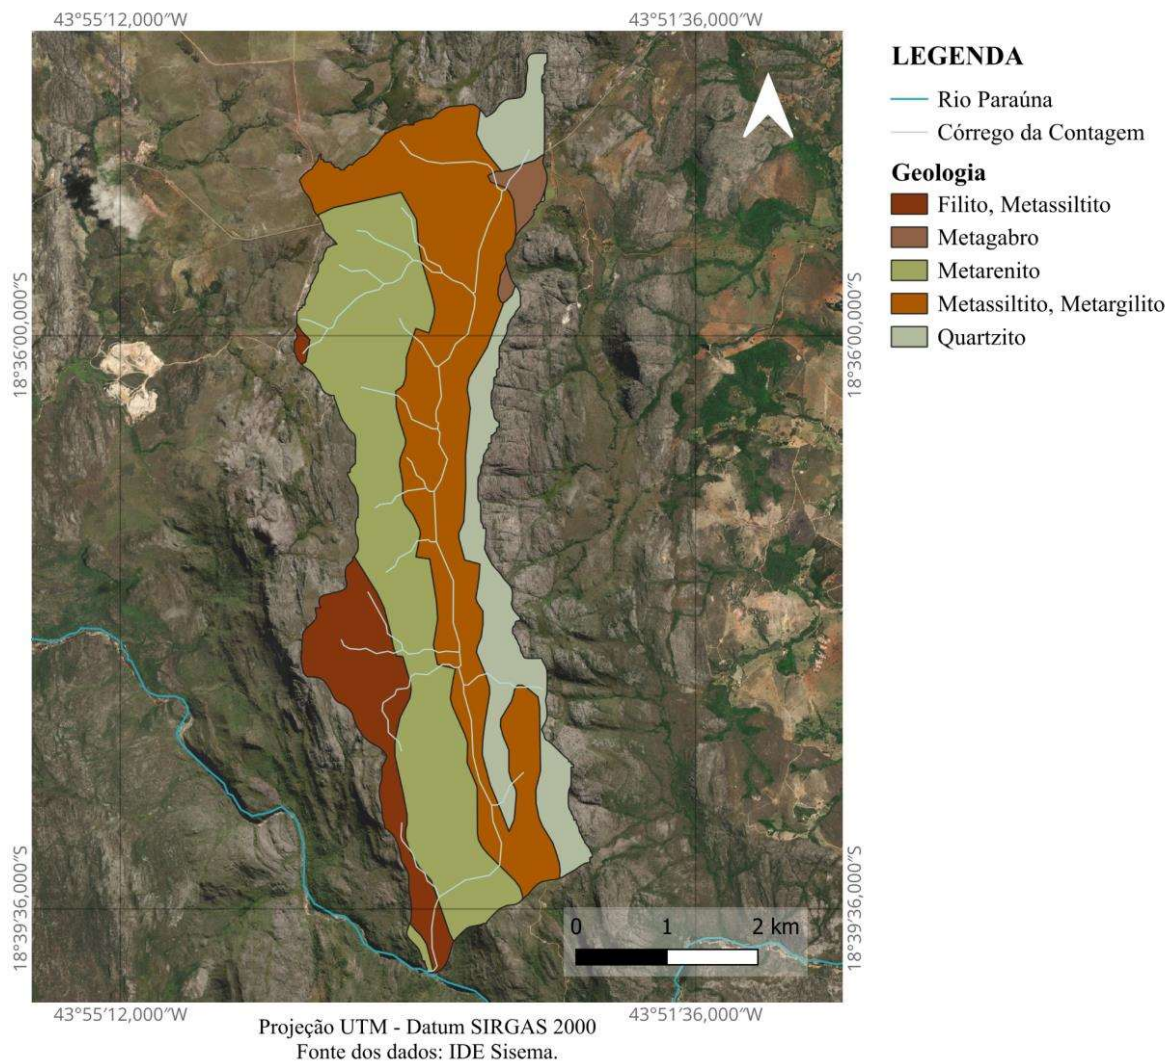 43°55′12,000″W
43°51′36,000″W
18°36′00,000″S
18°36′00,000″S
18°39′36,000″S
18°39′36,000″S
0 1 2 km
43°55′12,000″W
43°51′36,000″W
Projeção UTM - Datum SIRGAS 2000
Fonte dos dados: IDE Sisema.
LEGENDA
Rio Paraúna
Córrego da Contagem
Geologia
Filito, Metassiltito
Metagabro
Metarenito
Metassiltito, Metargilito
Quartzito